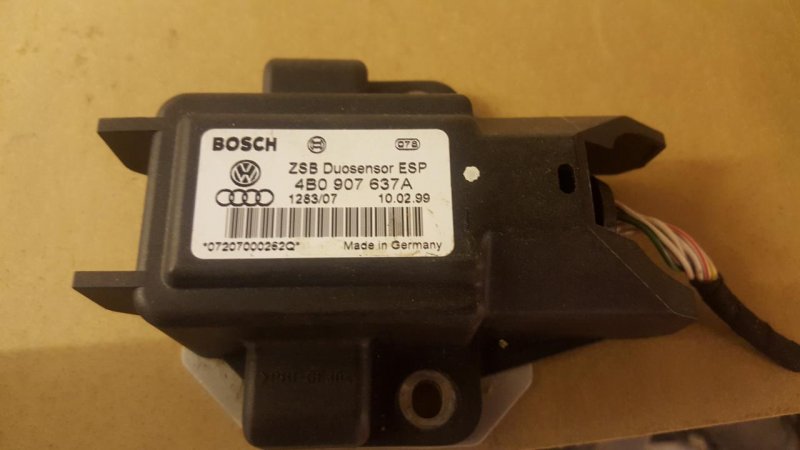 BOSCH 078
ZSB Duosensor ESP
4B0 907 637A
1283/07 10.02.99
*07207000262Q* Made in Germany